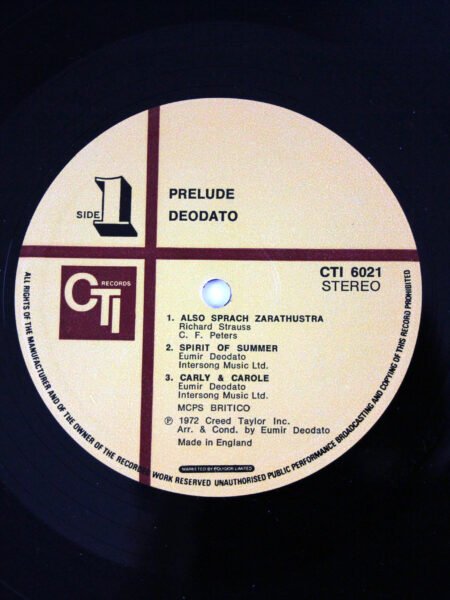 SIDE 1
PRELUDE
DEODATO
CTI
RECORDS
CTI 6021
STEREO
1. ALSO SPRACH ZARATHUSTRA
Richard Strauss
C. F. Peters
2. SPIRIT OF SUMMER
Eumir Deodato
Intersong Music Ltd.
3. CARLY & CAROLE
Eumir Deodato
Intersong Music Ltd.
MCPS BRITICO
℗ 1972 Creed Taylor Inc.
Arr. & Cond. by Eumir Deodato
Made in England
MARKETED BY POLYDOR LIMITED
ALL RIGHTS OF THE MANUFACTURER AND OF THE OWNER OF THE RECORDED WORK RESERVED UNAUTHORISED PUBLIC PERFORMANCE BROADCASTING AND COPYING OF THIS RECORD PROHIBITED